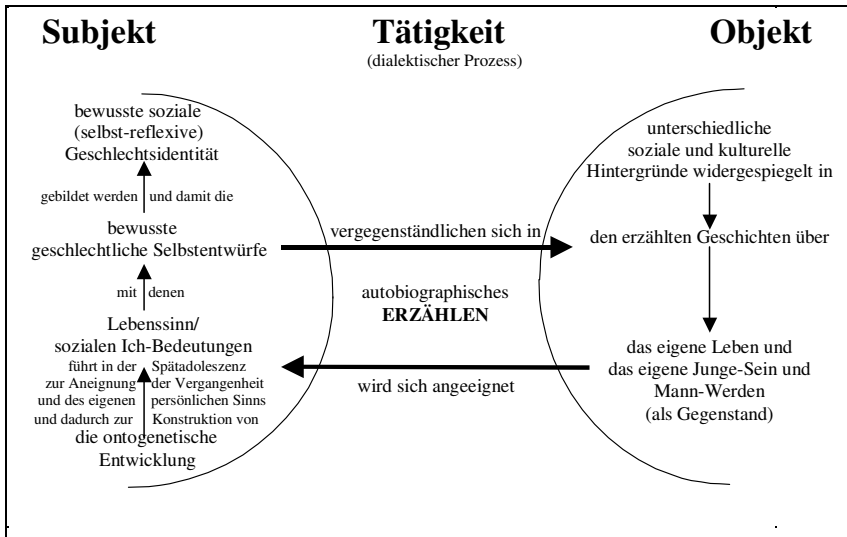 Subjekt
Tätigkeit
(dialektischer Prozess)
Objekt
bewusste soziale
(selbst-reflexive)
Geschlechtsidentität
gebildet werden und damit die
bewusste
geschlechtliche Selbstentwürfe
mit denen
Lebenssinn/
sozialen Ich-Bedeutungen
führt in der Spätadoleszenz
zur Aneignung der Vergangenheit
und des eigenen persönlichen Sinns
und dadurch zur Konstruktion von
die ontogenetische
Entwicklung
vergegenständlichen sich in
autobiographisches
ERZÄHLEN
wird sich angeeignet
unterschiedliche
soziale und kulturelle
Hintergründe widergespiegelt in
den erzählten Geschichten über
das eigene Leben und
das eigene Junge-Sein und
Mann-Werden
(als Gegenstand)